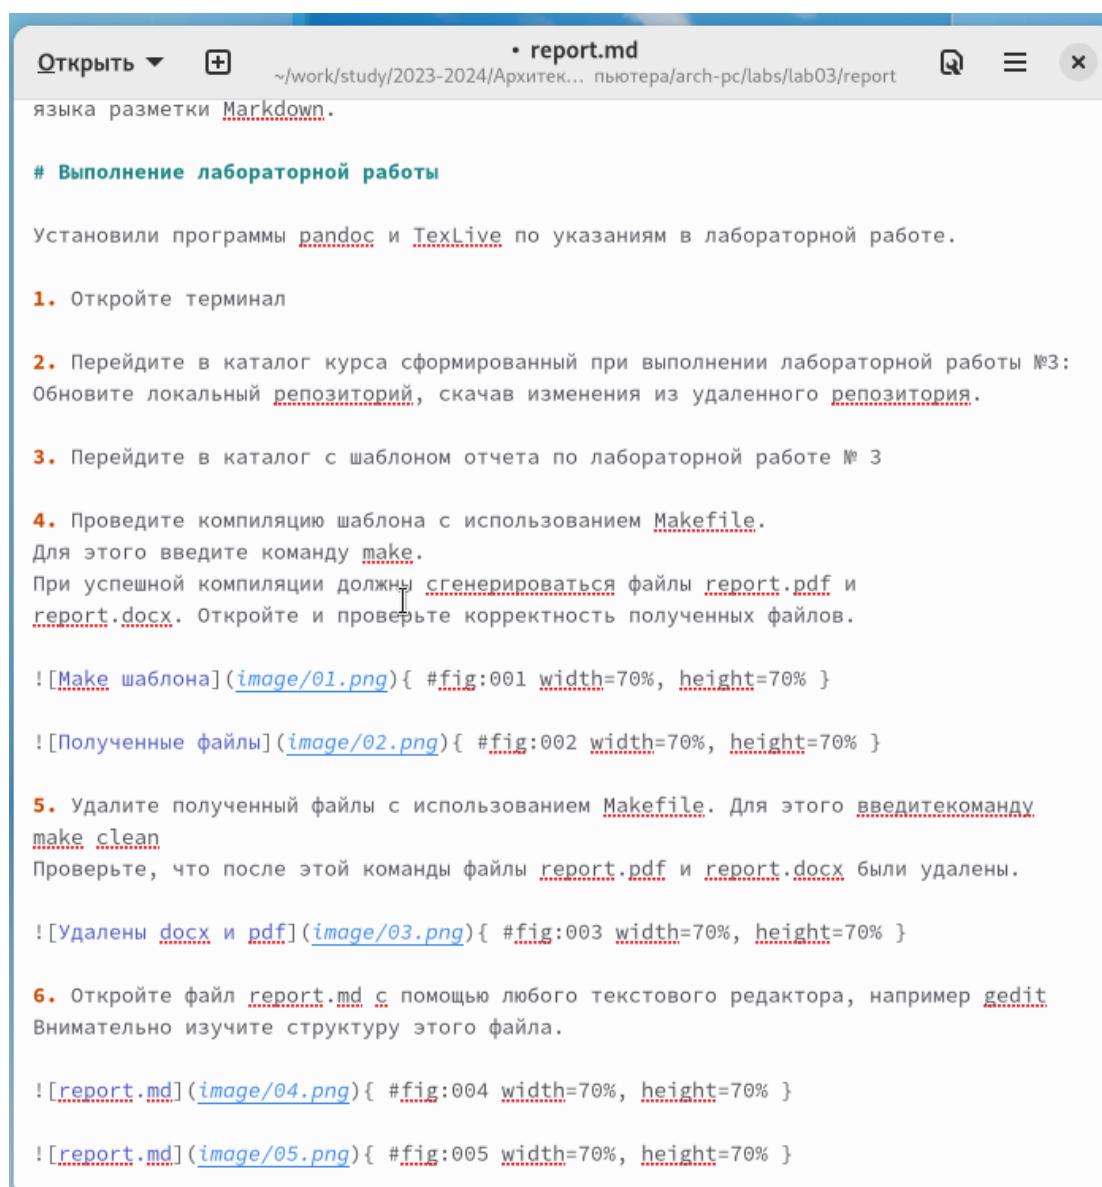 Открыть
• report.md
~/work/study/2023-2024/Архитек… пьютера/arch-pc/labs/lab03/report
языка разметки Markdown.
# Выполнение лабораторной работы
Установили программы pandoc и TexLive по указаниям в лабораторной работе.
1. Откройте терминал
2. Перейдите в каталог курса сформированный при выполнении лабораторной работы №3:
Обновите локальный репозиторий, скачав изменения из удаленного репозитория.
3. Перейдите в каталог с шаблоном отчета по лабораторной работе № 3
4. Проведите компиляцию шаблона с использованием Makefile.
Для этого введите команду make.
При успешной компиляции должны сгенерироваться файлы report.pdf и
report.docx. Откройте и проверьте корректность полученных файлов.
![Make шаблона](image/01.png){ #fig:001 width=70%, height=70% }
![Полученные файлы](image/02.png){ #fig:002 width=70%, height=70% }
5. Удалите полученный файлы с использованием Makefile. Для этого введитекоманду
make clean
Проверьте, что после этой команды файлы report.pdf и report.docx были удалены.
![Удалены docx и pdf](image/03.png){ #fig:003 width=70%, height=70% }
6. Откройте файл report.md c помощью любого текстового редактора, например gedit
Внимательно изучите структуру этого файла.
![report.md](image/04.png){ #fig:004 width=70%, height=70% }
![report.md](image/05.png){ #fig:005 width=70%, height=70% }